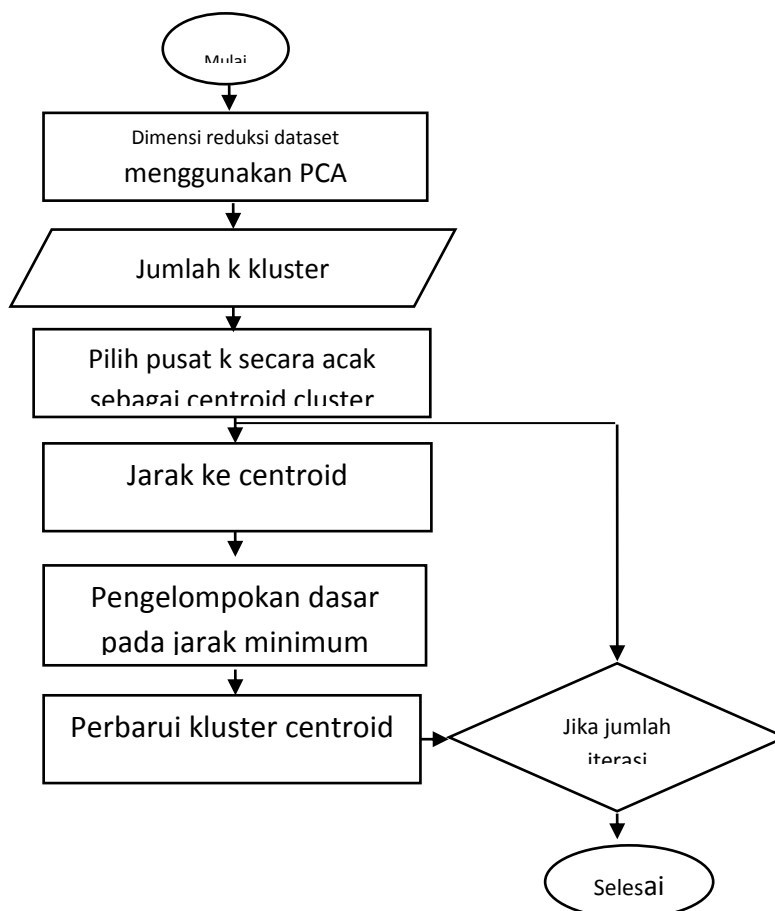 Mulai
Dimensi reduksi dataset
menggunakan PCA
Jumlah k kluster
Pilih pusat k secara acak
sebagai centroid cluster
Jarak ke centroid
Pengelompokan dasar
pada jarak minimum
Perbarui kluster centroid
Jika jumlah
iterasi
Selesai